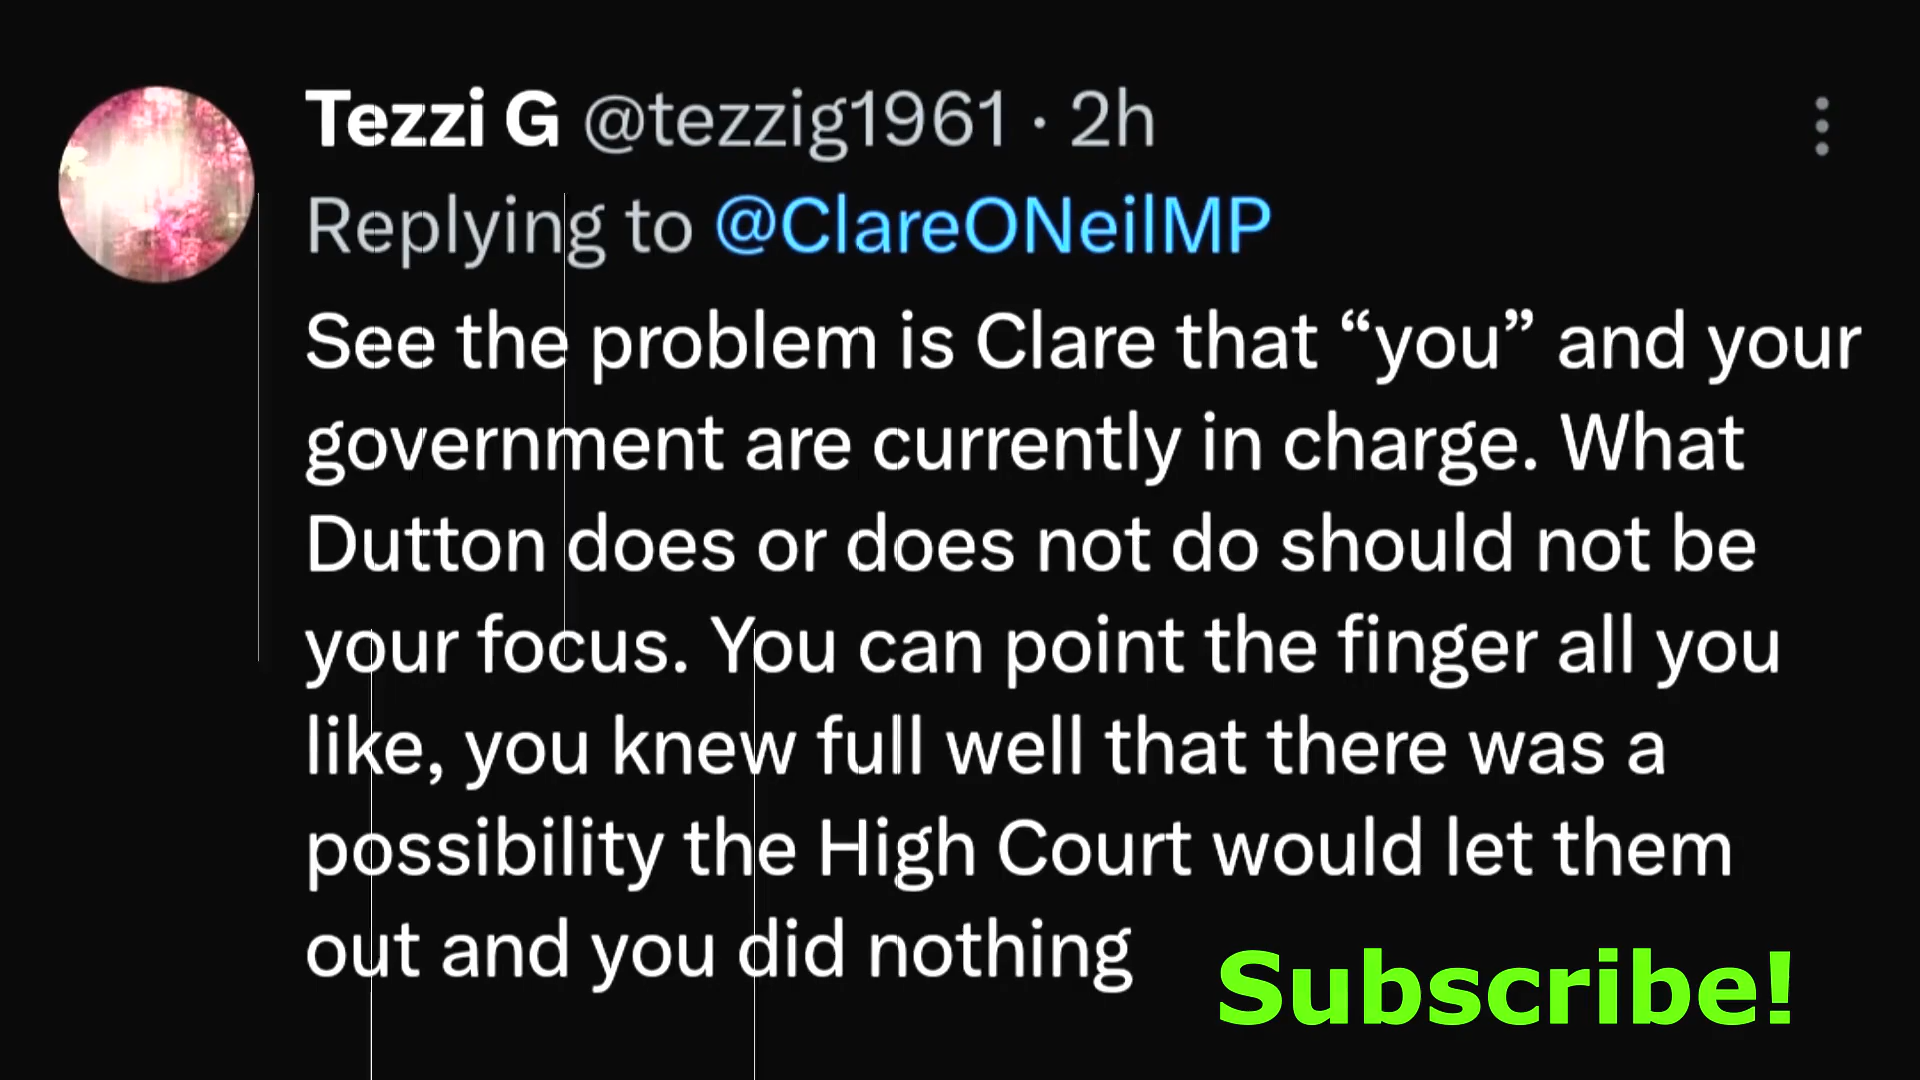 Tezzi G @tezzig1961 · 2h
Replying to @ClareONeilMP
See the problem is Clare that “you” and your
government are currently in charge. What
Dutton does or does not do should not be
your focus. You can point the finger all you
like, you knew full well that there was a
possibility the High Court would let them
out and you did nothing
Subscribe!